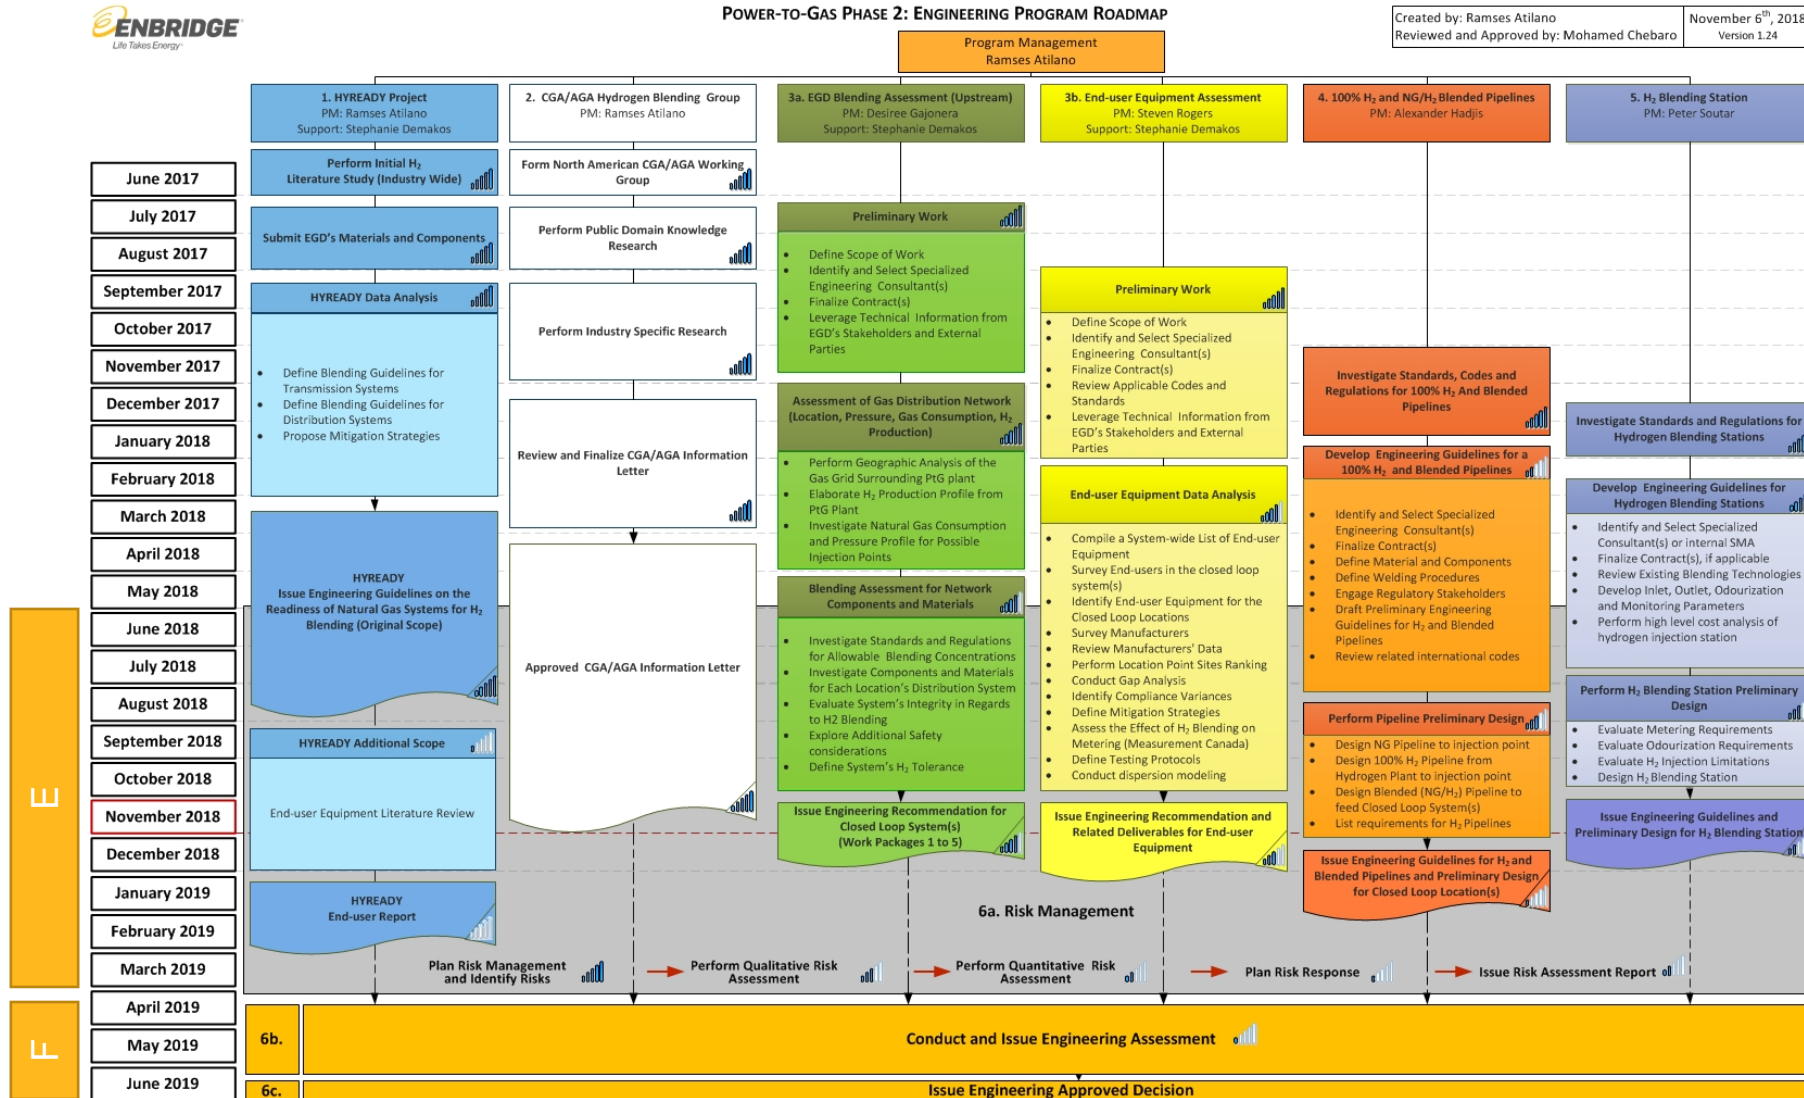 ENBRIDGE
Life Takes Energy
POWER-TO-GAS PHASE 2: ENGINEERING PROGRAM ROADMAP
Created by: Ramses Atilano
Reviewed and Approved by: Mohamed Chebaro
November 6th, 2018
Version 1.24
Program Management
Ramses Atilano
1. HYREADY Project
PM: Ramses Atilano
Support: Stephanie Demakos
2. CGA/AGA Hydrogen Blending Group
PM: Ramses Atilano
3a. EGD Blending Assessment (Upstream)
PM: Desiree Gajonera
Support: Stephanie Demakos
3b. End-user Equipment Assessment
PM: Steven Rogers
Support: Stephanie Demakos
4. 100% H₂ and NG/H₂ Blended Pipelines
PM: Alexander Hadjis
5. H₂ Blending Station
PM: Peter Soutar
June 2017
July 2017
August 2017
September 2017
October 2017
November 2017
December 2017
January 2018
February 2018
March 2018
April 2018
May 2018
June 2018
July 2018
August 2018
September 2018
October 2018
November 2018
December 2018
January 2019
February 2019
March 2019
April 2019
May 2019
June 2019
E
F
Perform Initial H₂
Literature Study (Industry Wide)
Submit EGD's Materials and Components
HYREADY Data Analysis
• Define Blending Guidelines for
Transmission Systems
• Define Blending Guidelines for
Distribution Systems
• Propose Mitigation Strategies
HYREADY
Issue Engineering Guidelines on the
Readiness of Natural Gas Systems for H₂
Blending (Original Scope)
HYREADY Additional Scope
End-user Equipment Literature Review
HYREADY
End-user Report
Form North American CGA/AGA Working
Group
Perform Public Domain Knowledge
Research
Perform Industry Specific Research
Review and Finalize CGA/AGA Information
Letter
Approved CGA/AGA Information Letter
Preliminary Work
• Define Scope of Work
• Identify and Select Specialized
Engineering Consultant(s)
• Finalize Contract(s)
• Leverage Technical Information from
EGD's Stakeholders and External
Parties
Assessment of Gas Distribution Network
(Location, Pressure, Gas Consumption, H₂
Production)
• Perform Geographic Analysis of the
Gas Grid Surrounding PtG plant
• Elaborate H₂ Production Profile from
PtG Plant
• Investigate Natural Gas Consumption
and Pressure Profile for Possible
Injection Points
Blending Assessment for Network
Components and Materials
• Investigate Standards and Regulations
for Allowable Blending Concentrations
• Investigate Components and Materials
for Each Location's Distribution System
• Evaluate System's Integrity in Regards
to H2 Blending
• Explore Additional Safety
considerations
• Define System's H₂ Tolerance
Issue Engineering Recommendation for
Closed Loop System(s)
(Work Packages 1 to 5)
Preliminary Work
• Define Scope of Work
• Identify and Select Specialized
Engineering Consultant(s)
• Finalize Contract(s)
• Review Applicable Codes and
Standards
• Leverage Technical Information from
EGD's Stakeholders and External
Parties
End-user Equipment Data Analysis
• Compile a System-wide List of End-user
Equipment
• Survey End-users in the closed loop
system(s)
• Identify End-user Equipment for the
Closed Loop Locations
• Survey Manufacturers
• Review Manufacturers' Data
• Perform Location Point Sites Ranking
• Conduct Gap Analysis
• Identify Compliance Variances
• Define Mitigation Strategies
• Assess the Effect of H₂ Blending on
Metering (Measurement Canada)
• Define Testing Protocols
• Conduct dispersion modeling
Issue Engineering Recommendation and
Related Deliverables for End-user
Equipment
Investigate Standards, Codes and
Regulations for 100% H₂ And Blended
Pipelines
Develop Engineering Guidelines for a
100% H₂ and Blended Pipelines
• Identify and Select Specialized
Engineering Consultant(s)
• Finalize Contract(s)
• Define Material and Components
• Define Welding Procedures
• Engage Regulatory Stakeholders
• Draft Preliminary Engineering
Guidelines for H₂ and Blended
Pipelines
• Review related international codes
Perform Pipeline Preliminary Design
• Design NG Pipeline to injection point
• Design 100% H₂ Pipeline from
Hydrogen Plant to injection point
• Design Blended (NG/H₂) Pipeline to
feed Closed Loop System(s)
• List requirements for H₂ Pipelines
Issue Engineering Guidelines for H₂ and
Blended Pipelines and Preliminary Design
for Closed Loop Location(s)
Investigate Standards and Regulations for
Hydrogen Blending Stations
Develop Engineering Guidelines for
Hydrogen Blending Stations
• Identify and Select Specialized
Consultant(s) or internal SMA
• Finalize Contract(s), if applicable
• Review Existing Blending Technologies
• Develop Inlet, Outlet, Odourization
and Monitoring Parameters
• Perform high level cost analysis of
hydrogen injection station
Perform H₂ Blending Station Preliminary
Design
• Evaluate Metering Requirements
• Evaluate Odourization Requirements
• Evaluate H₂ Injection Limitations
• Design H₂ Blending Station
Issue Engineering Guidelines and
Preliminary Design for H₂ Blending Station
6a. Risk Management
Plan Risk Management
and Identify Risks
Perform Qualitative Risk
Assessment
Perform Quantitative Risk
Assessment
Plan Risk Response
Issue Risk Assessment Report
6b.
Conduct and Issue Engineering Assessment
6c.
Issue Engineering Approved Decision